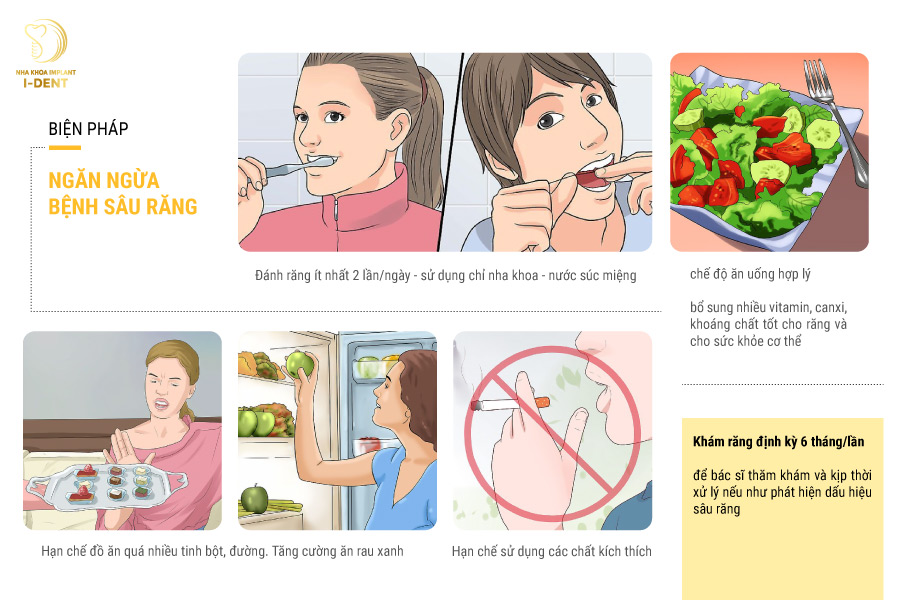 NHA KHOA IMPLANT
I-DENT
BIỆN PHÁP
NGĂN NGỪA
BỆNH SÂU RĂNG
Đánh răng ít nhất 2 lần/ngày - sử dụng chỉ nha khoa - nước súc miệng
chế độ ăn uống hợp lý
bổ sung nhiều vitamin, canxi,
khoáng chất tốt cho răng và
cho sức khỏe cơ thể
Hạn chế đồ ăn quá nhiều tinh bột, đường. Tăng cường ăn rau xanh
Hạn chế sử dụng các chất kích thích
Khám răng định kỳ 6 tháng/lần
để bác sĩ thăm khám và kịp thời
xử lý nếu như phát hiện dấu hiệu
sâu răng